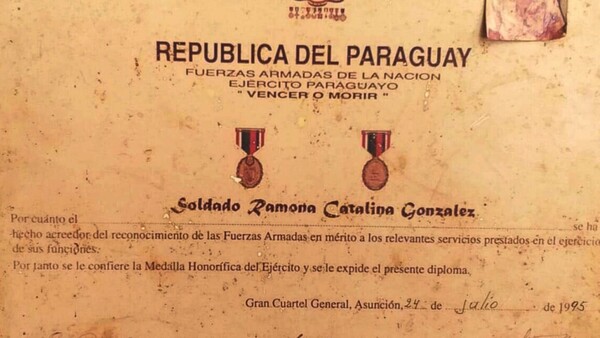 REPUBLICA DEL PARAGUAY
FUERZAS ARMADAS DE LA NACION
EJÉRCITO PARAGUAYO
" VENCER O MORIR "
Soldado Ramona Catalina Gonzalez
Por cuánto el se ha
hecho acreedor del reconocimiento de las Fuerzas Armadas en mérito a los relevantes servicios prestados en el ejercicio
de sus funciones.
Por tanto se le confiere la Medalla Honorífica del Ejército y se le expide el presente diploma.
Gran Cuartel General, Asunción, 24 de julio de 1995